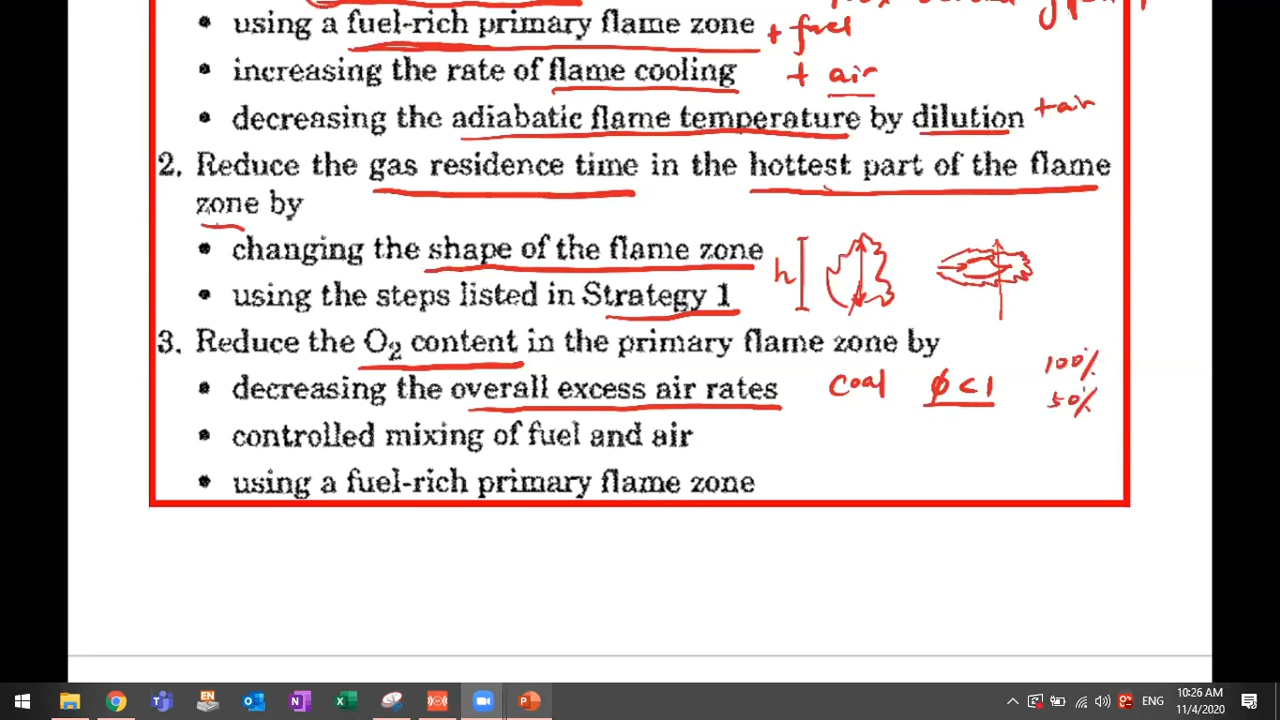 using a fuel-rich primary flame zone + fuel
• increasing the rate of flame cooling + air
• decreasing the adiabatic flame temperature by dilution + air
2. Reduce the gas residence time in the hottest part of the flame
zone by
• changing the shape of the flame zone h
• using the steps listed in Strategy 1
3. Reduce the O₂ content in the primary flame zone by
100%
• decreasing the overall excess air rates Coal ϕ < 1 50%
• controlled mixing of fuel and air
• using a fuel-rich primary flame zone
ENG
10:26 AM
11/4/2020